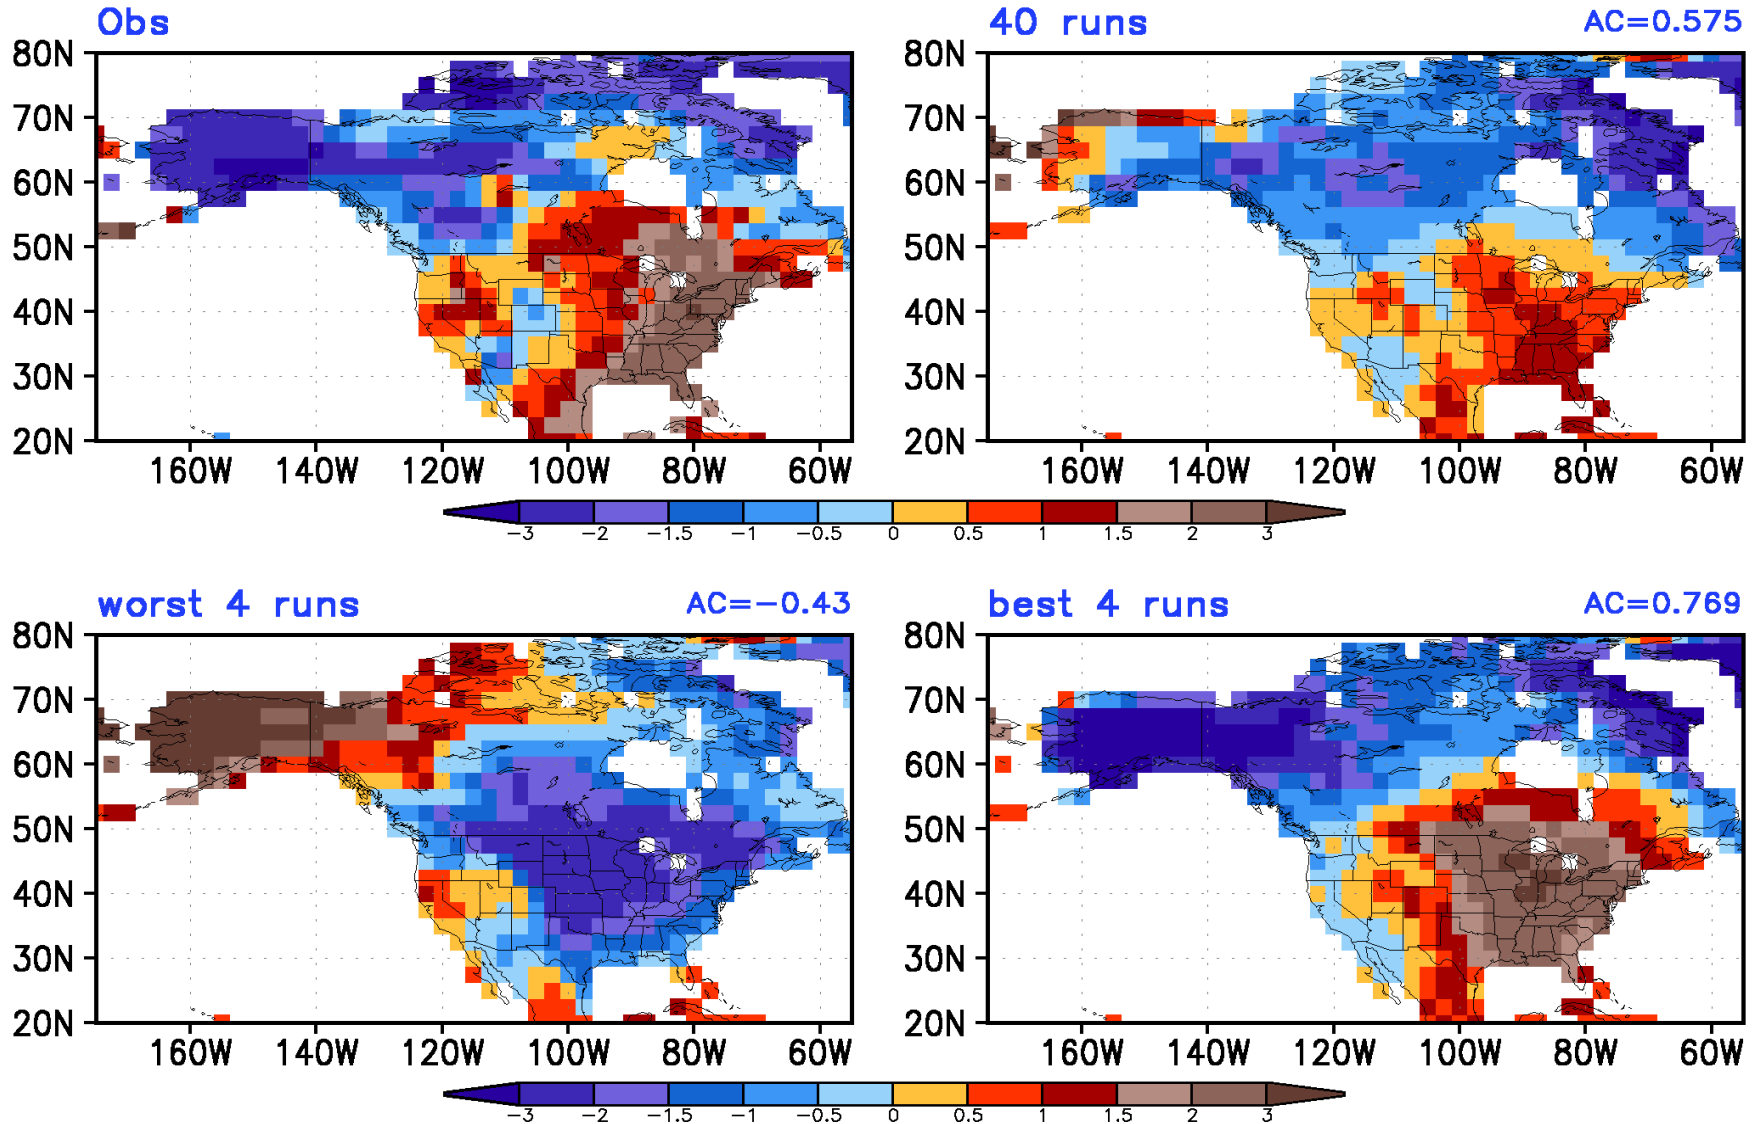 Obs
40 runs AC=0.575
80N 80N
70N 70N
60N 60N
50N 50N
40N 40N
30N 30N
20N 20N
160W 140W 120W 100W 80W 60W 160W 140W 120W 100W 80W 60W
−3 −2 −1.5 −1 −0.5 0 0.5 1 1.5 2 3
worst 4 runs AC=−0.43
best 4 runs AC=0.769
80N 80N
70N 70N
60N 60N
50N 50N
40N 40N
30N 30N
20N 20N
160W 140W 120W 100W 80W 60W 160W 140W 120W 100W 80W 60W
−3 −2 −1.5 −1 −0.5 0 0.5 1 1.5 2 3